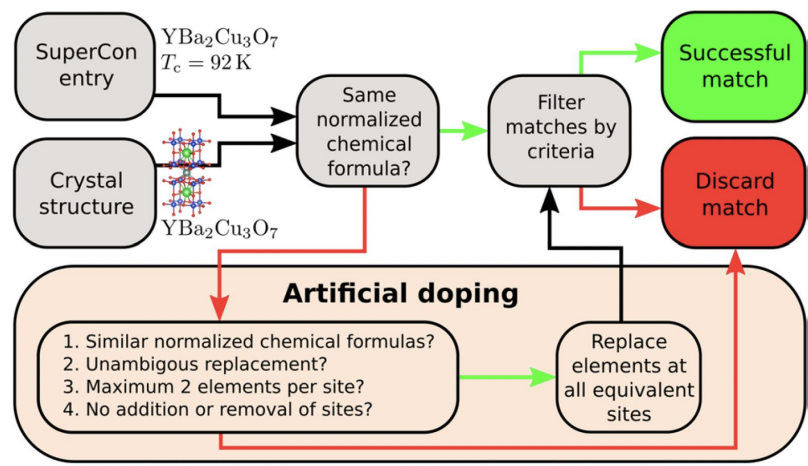 SuperCon
entry
YBa₂Cu₃O₇
T_c = 92 K
Crystal
structure
YBa₂Cu₃O₇
Same
normalized
chemical
formula?
Filter
matches by
criteria
Successful
match
Discard
match
Artificial doping
1. Similar normalized chemical formulas?
2. Unambigous replacement?
3. Maximum 2 elements per site?
4. No addition or removal of sites?
Replace
elements at
all equivalent
sites